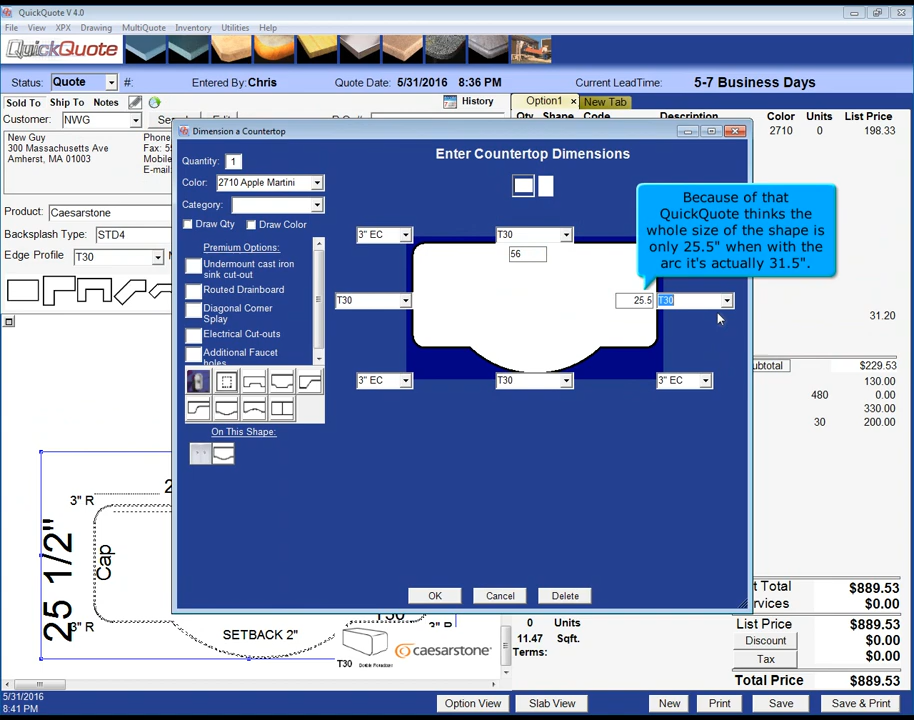 QuickQuote V 4.0
File View XPX Drawing MultiQuote Inventory Utilities Help
QuickQuote
Status: Quote #: Entered By: Chris Quote Date: 5/31/2016 8:36 PM Current LeadTime: 5-7 Business Days
Sold To Ship To Notes History Option1 × New Tab
Customer: NWG
New Guy
300 Massachusetts Ave
Amherst, MA 01003
Phone
Fax:
Mobile
E-mail:
Product: Caesarstone
Backsplash Type: STD4
Edge Profile T30
Qty Shape Code Description Color Units List Price
2710 0 198.33
31.20
ubtotal $229.53
130.00
480 0.00
330.00
30 200.00
Dimension a Countertop
Enter Countertop Dimensions
Quantity: 1
Color: 2710 Apple Martini
Category:
Draw Qty Draw Color
Premium Options:
Undermount cast iron
sink cut-out
Routed Drainboard
Diagonal Corner
Splay
Electrical Cut-outs
Additional Faucet
holes
On This Shape:
3" EC T30
56
T30 25.5 T30
3" EC T30 3" EC
Because of that
QuickQuote thinks the
whole size of the shape is
only 25.5" when with the
arc it's actually 31.5".
OK Cancel Delete
3" R
25 1/2"
Cap
3" R
SETBACK 2"
3" R
T30
caesarstone
0 Units
11.47 Sqft.
Terms:
Total $889.53
ervices $0.00
List Price $889.53
Discount $0.00
Tax $0.00
Total Price $889.53
5/31/2016
8:41 PM
Option View Slab View New Print Save Save & Print